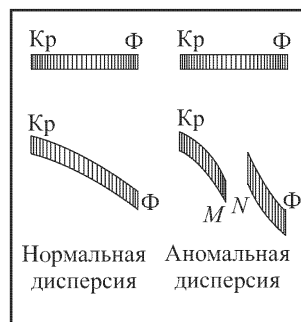 Кр Ф Кр Ф
Кр Кр
Ф M N Ф
Нормальная Аномальная
дисперсия дисперсия